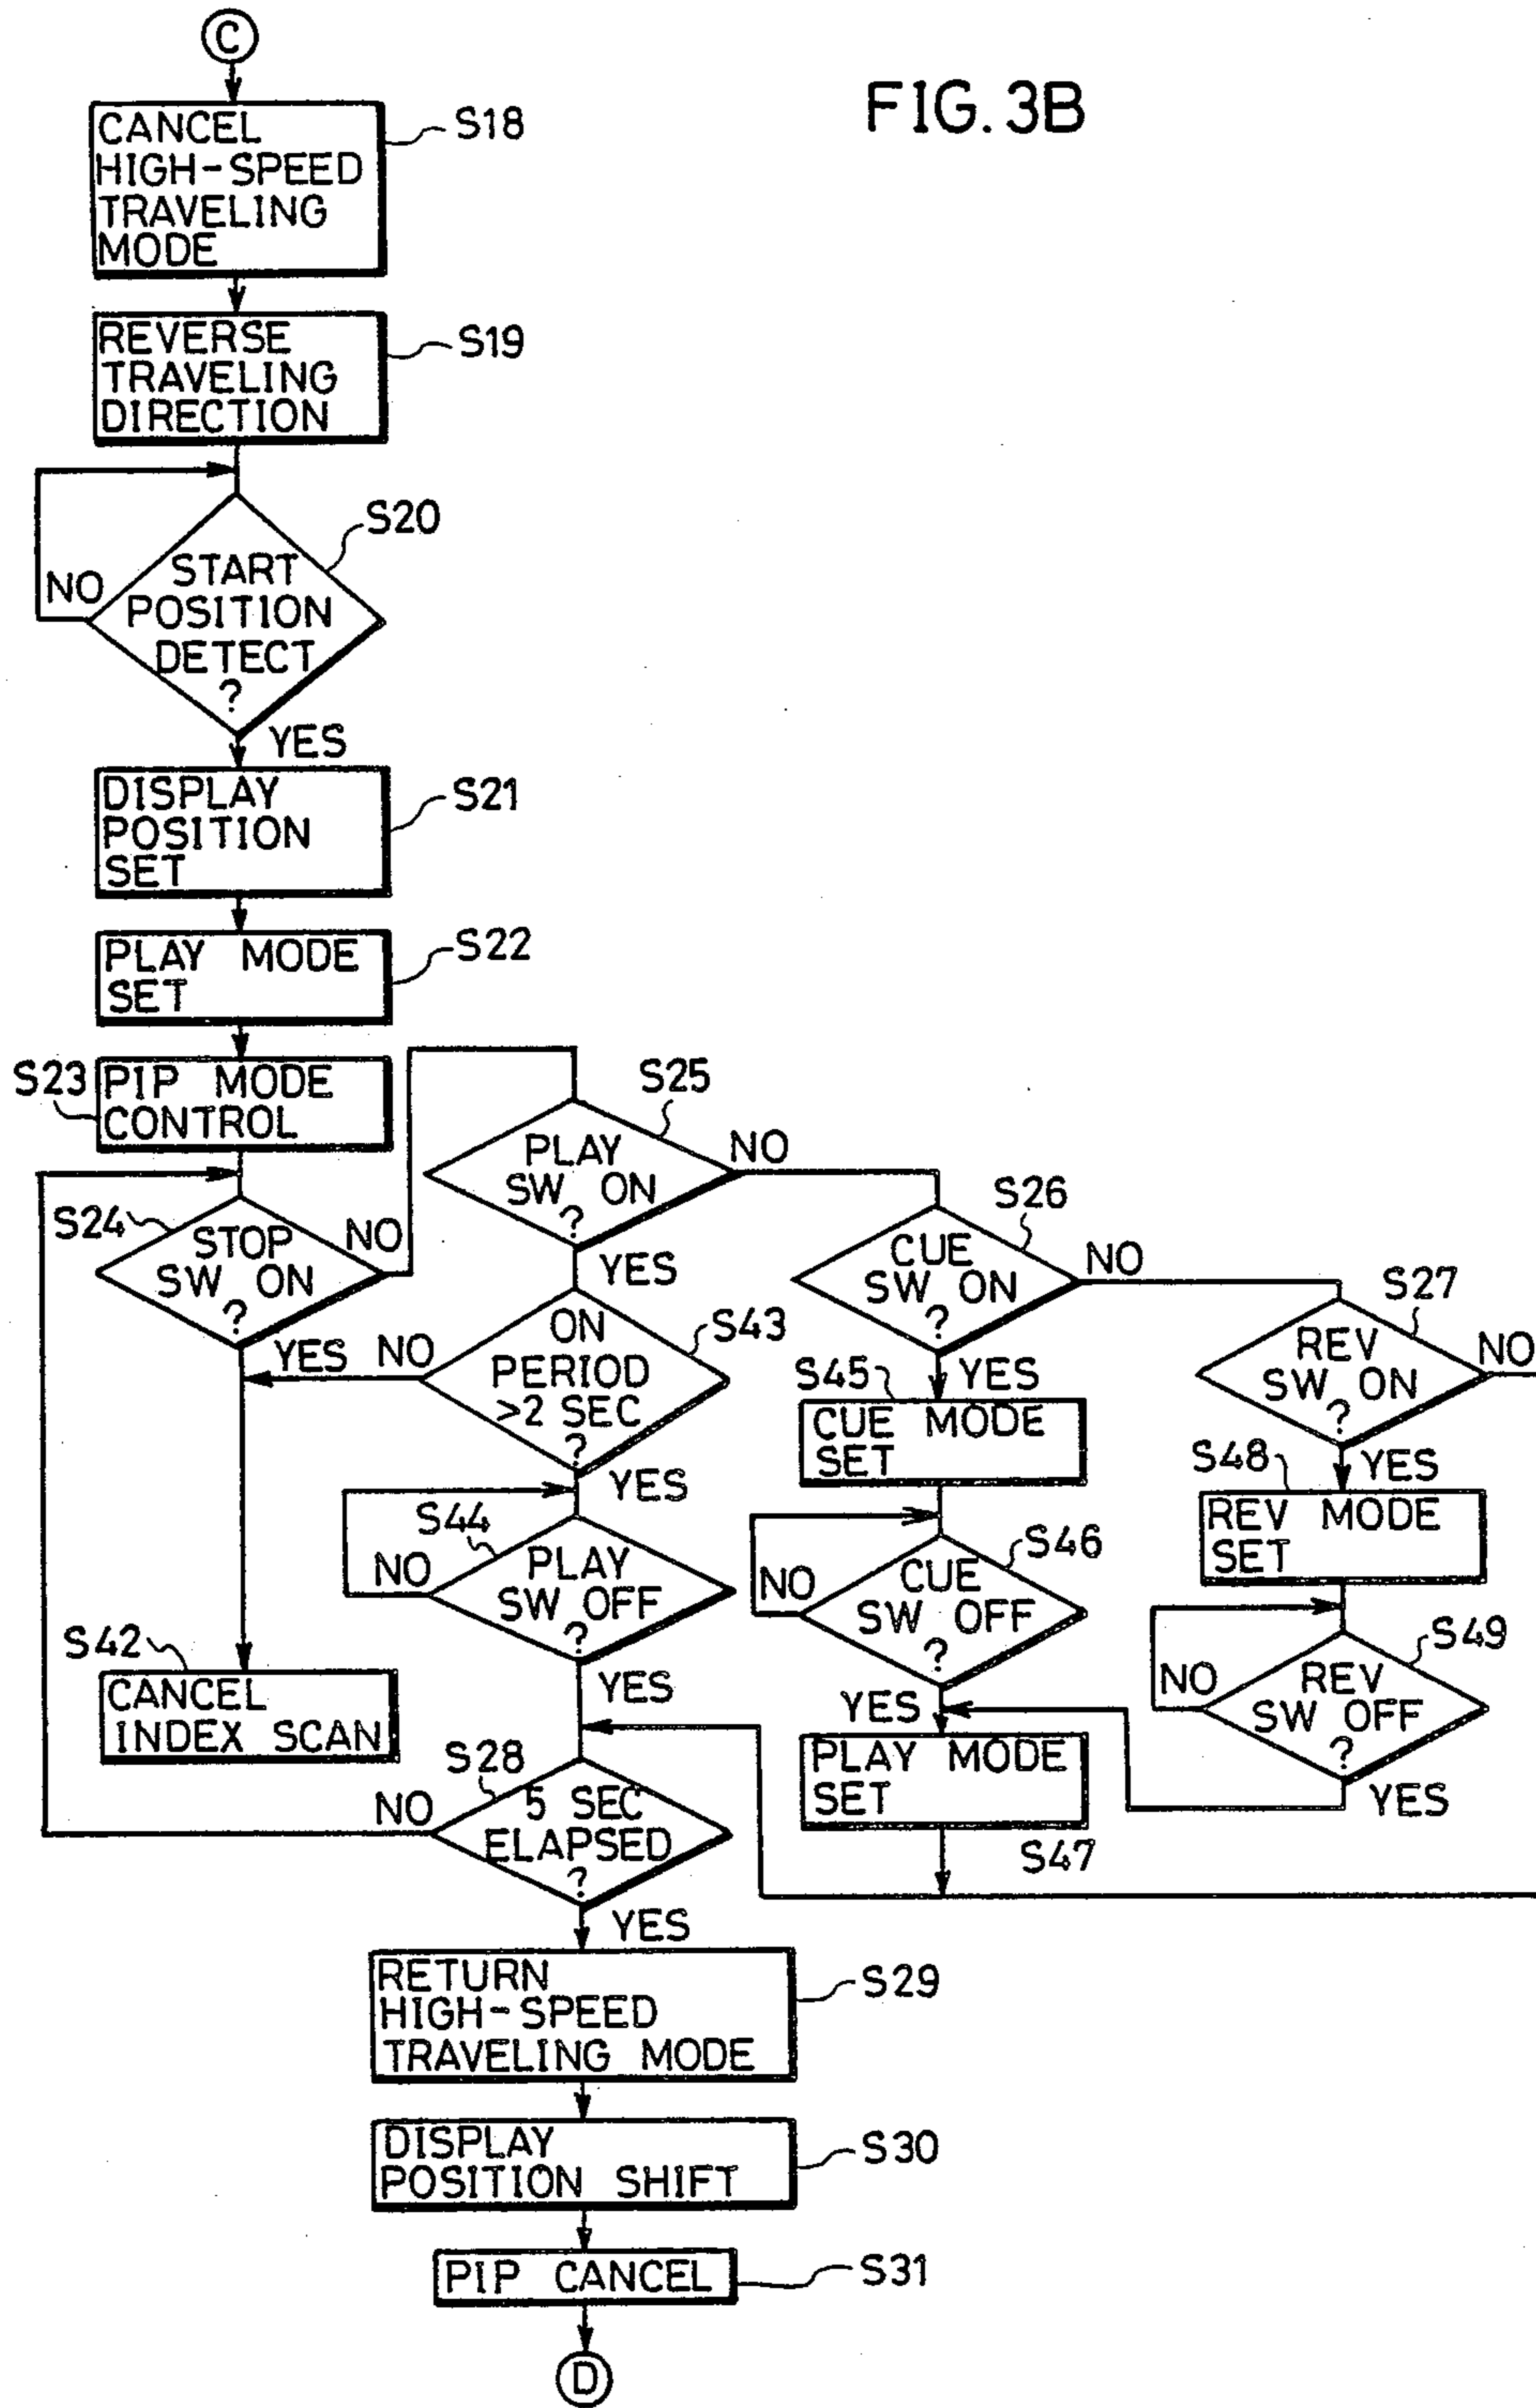 C
FIG. 3B
CANCEL
HIGH-SPEED
TRAVELING
MODE
S18
REVERSE
TRAVELING
DIRECTION
S19
S20
START
POSITION
DETECT
?
NO
YES
DISPLAY
POSITION
SET
S21
PLAY MODE
SET
S22
S23
PIP MODE
CONTROL
S24
STOP
SW ON
?
NO
YES
S25
PLAY
SW ON
?
NO
YES
S26
CUE
SW ON
?
NO
YES
S27
REV
SW ON
?
NO
YES
S43
ON
PERIOD
>2 SEC
?
NO
YES
S45
CUE MODE
SET
S48
REV MODE
SET
S44
PLAY
SW OFF
?
NO
YES
S46
CUE
SW OFF
?
NO
YES
S49
REV
SW OFF
?
NO
YES
S42
CANCEL
INDEX SCAN
PLAY MODE
SET
S47
S28
5 SEC
ELAPSED
?
NO
YES
RETURN
HIGH-SPEED
TRAVELING MODE
S29
DISPLAY
POSITION SHIFT
S30
PIP CANCEL
S31
D